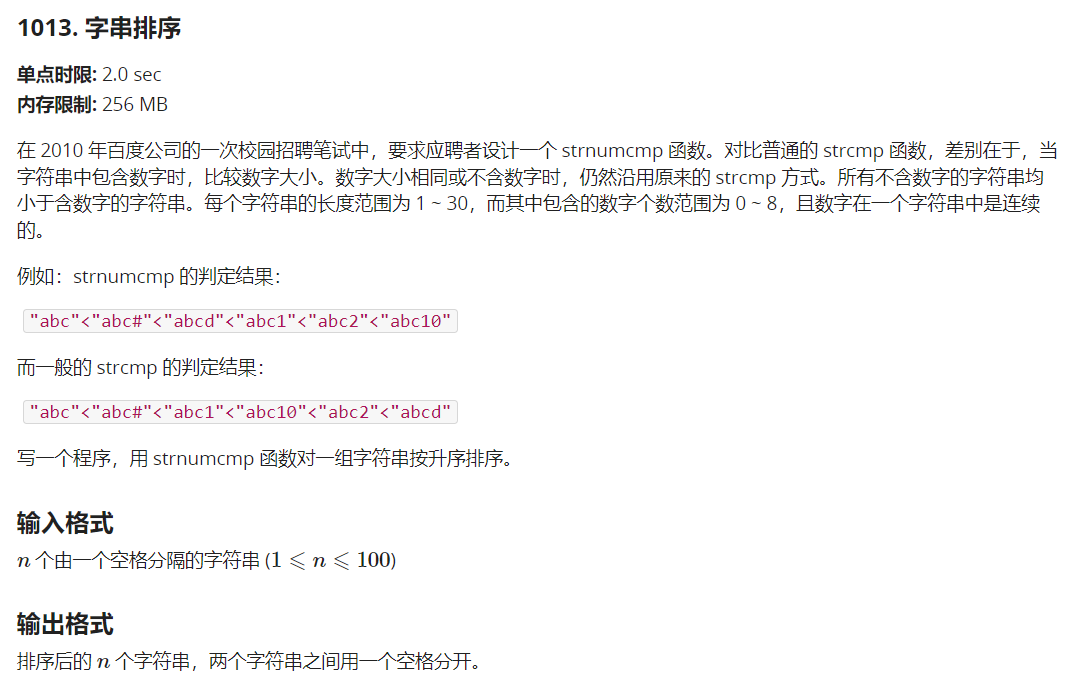 1013. 字串排序
单点时限: 2.0 sec
内存限制: 256 MB
在 2010 年百度公司的一次校园招聘笔试中，要求应聘者设计一个 strnumcmp 函数。对比普通的 strcmp 函数，差别在于，当
字符串中包含数字时，比较数字大小。数字大小相同或不含数字时，仍然沿用原来的 strcmp 方式。所有不含数字的字符串均
小于含数字的字符串。每个字符串的长度范围为 1 ~ 30，而其中包含的数字个数范围为 0 ~ 8，且数字在一个字符串中是连续
的。
例如：strnumcmp 的判定结果：
"abc"<"abc#"<"abcd"<"abc1"<"abc2"<"abc10"
而一般的 strcmp 的判定结果：
"abc"<"abc#"<"abc1"<"abc10"<"abc2"<"abcd"
写一个程序，用 strnumcmp 函数对一组字符串按升序排序。
输入格式
n 个由一个空格分隔的字符串 (1 ⩽ n ⩽ 100)
输出格式
排序后的 n 个字符串，两个字符串之间用一个空格分开。